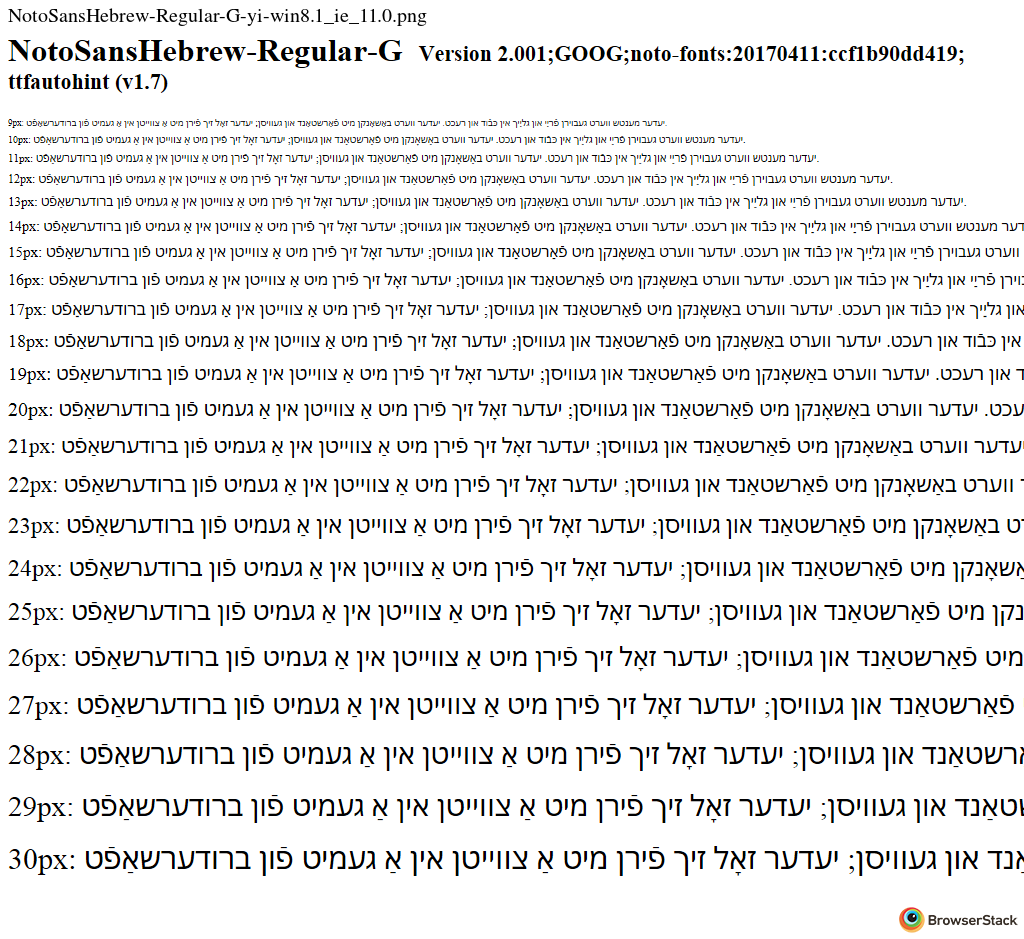 NotoSansHebrew-Regular-G-yi-win8.1_ie_11.0.png
NotoSansHebrew-Regular-G Version 2.001;GOOG;noto-fonts:20170411:ccf1b90dd419;
ttfautohint (v1.7)
9px: יעדער מענטש ווערט געבוירן פֿרײַ און גלײַך אין כּבֿוד און רעכט. יעדער ווערט באַשאָנקן מיט פֿאַרשטאַנד און געוויסן; יעדער זאָל זיך פֿירן מיט אַ צווייטן אין אַ געמיט פֿון ברודערשאַפֿט.
10px: יעדער מענטש ווערט געבוירן פֿרײַ און גלײַך אין כּבֿוד און רעכט. יעדער ווערט באַשאָנקן מיט פֿאַרשטאַנד און געוויסן; יעדער זאָל זיך פֿירן מיט אַ צווייטן אין אַ געמיט פֿון ברודערשאַפֿט.
11px: יעדער מענטש ווערט געבוירן פֿרײַ און גלײַך אין כּבֿוד און רעכט. יעדער ווערט באַשאָנקן מיט פֿאַרשטאַנד און געוויסן; יעדער זאָל זיך פֿירן מיט אַ צווייטן אין אַ געמיט פֿון ברודערשאַפֿט.
12px: יעדער מענטש ווערט געבוירן פֿרײַ און גלײַך אין כּבֿוד און רעכט. יעדער ווערט באַשאָנקן מיט פֿאַרשטאַנד און געוויסן; יעדער זאָל זיך פֿירן מיט אַ צווייטן אין אַ געמיט פֿון ברודערשאַפֿט.
13px: יעדער מענטש ווערט געבוירן פֿרײַ און גלײַך אין כּבֿוד און רעכט. יעדער ווערט באַשאָנקן מיט פֿאַרשטאַנד און געוויסן; יעדער זאָל זיך פֿירן מיט אַ צווייטן אין אַ געמיט פֿון ברודערשאַפֿט.
14px: דער מענטש ווערט געבוירן פֿרײַ און גלײַך אין כּבֿוד און רעכט. יעדער ווערט באַשאָנקן מיט פֿאַרשטאַנד און געוויסן; יעדער זאָל זיך פֿירן מיט אַ צווייטן אין אַ געמיט פֿון ברודערשאַפֿט
15px: ווערט געבוירן פֿרײַ און גלײַך אין כּבֿוד און רעכט. יעדער ווערט באַשאָנקן מיט פֿאַרשטאַנד און געוויסן; יעדער זאָל זיך פֿירן מיט אַ צווייטן אין אַ געמיט פֿון ברודערשאַפֿט
16px: וירן פֿרײַ און גלײַך אין כּבֿוד און רעכט. יעדער ווערט באַשאָנקן מיט פֿאַרשטאַנד און געוויסן; יעדער זאָל זיך פֿירן מיט אַ צווייטן אין אַ געמיט פֿון ברודערשאַפֿט
17px: און גלײַך אין כּבֿוד און רעכט. יעדער ווערט באַשאָנקן מיט פֿאַרשטאַנד און געוויסן; יעדער זאָל זיך פֿירן מיט אַ צווייטן אין אַ געמיט פֿון ברודערשאַפֿט
18px: אין כּבֿוד און רעכט. יעדער ווערט באַשאָנקן מיט פֿאַרשטאַנד און געוויסן; יעדער זאָל זיך פֿירן מיט אַ צווייטן אין אַ געמיט פֿון ברודערשאַפֿט
19px: ד און רעכט. יעדער ווערט באַשאָנקן מיט פֿאַרשטאַנד און געוויסן; יעדער זאָל זיך פֿירן מיט אַ צווייטן אין אַ געמיט פֿון ברודערשאַפֿט
20px: עכט. יעדער ווערט באַשאָנקן מיט פֿאַרשטאַנד און געוויסן; יעדער זאָל זיך פֿירן מיט אַ צווייטן אין אַ געמיט פֿון ברודערשאַפֿט
21px: יעדער ווערט באַשאָנקן מיט פֿאַרשטאַנד און געוויסן; יעדער זאָל זיך פֿירן מיט אַ צווייטן אין אַ געמיט פֿון ברודערשאַפֿט
22px: ווערט באַשאָנקן מיט פֿאַרשטאַנד און געוויסן; יעדער זאָל זיך פֿירן מיט אַ צווייטן אין אַ געמיט פֿון ברודערשאַפֿט
23px: ט באַשאָנקן מיט פֿאַרשטאַנד און געוויסן; יעדער זאָל זיך פֿירן מיט אַ צווייטן אין אַ געמיט פֿון ברודערשאַפֿט
24px: אַשאָנקן מיט פֿאַרשטאַנד און געוויסן; יעדער זאָל זיך פֿירן מיט אַ צווייטן אין אַ געמיט פֿון ברודערשאַפֿט
25px: נקן מיט פֿאַרשטאַנד און געוויסן; יעדער זאָל זיך פֿירן מיט אַ צווייטן אין אַ געמיט פֿון ברודערשאַפֿט
26px: מיט פֿאַרשטאַנד און געוויסן; יעדער זאָל זיך פֿירן מיט אַ צווייטן אין אַ געמיט פֿון ברודערשאַפֿט
27px: פֿאַרשטאַנד און געוויסן; יעדער זאָל זיך פֿירן מיט אַ צווייטן אין אַ געמיט פֿון ברודערשאַפֿט
28px: רשטאַנד און געוויסן; יעדער זאָל זיך פֿירן מיט אַ צווייטן אין אַ געמיט פֿון ברודערשאַפֿט
29px: שטאַנד און געוויסן; יעדער זאָל זיך פֿירן מיט אַ צווייטן אין אַ געמיט פֿון ברודערשאַפֿט
30px: אַנד און געוויסן; יעדער זאָל זיך פֿירן מיט אַ צווייטן אין אַ געמיט פֿון ברודערשאַפֿט
BrowserStack